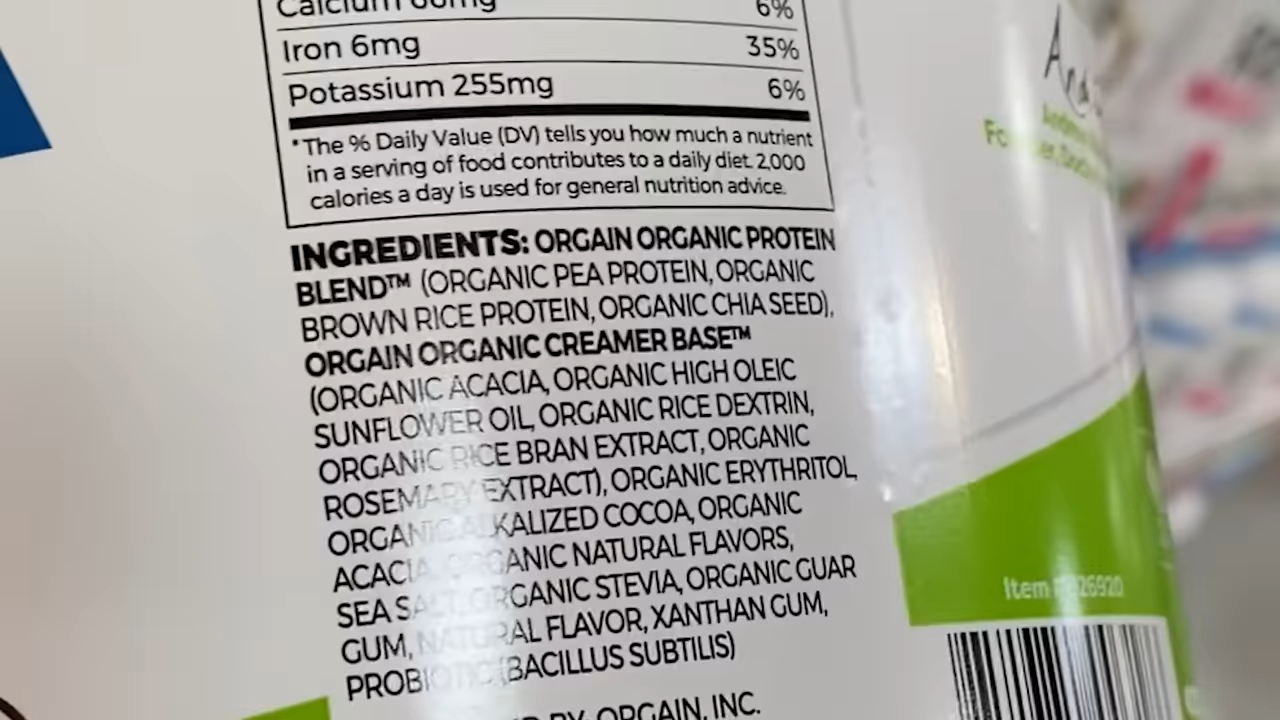 Calcium 60mg 6%
Iron 6mg 35%
Potassium 255mg 6%
*The % Daily Value (DV) tells you how much a nutrient
in a serving of food contributes to a daily diet. 2,000
calories a day is used for general nutrition advice.
INGREDIENTS: ORGAIN ORGANIC PROTEIN
BLEND™ (ORGANIC PEA PROTEIN, ORGANIC
BROWN RICE PROTEIN, ORGANIC CHIA SEED),
ORGAIN ORGANIC CREAMER BASE™
(ORGANIC ACACIA, ORGANIC HIGH OLEIC
SUNFLOWER OIL, ORGANIC RICE DEXTRIN,
ORGANIC RICE BRAN EXTRACT, ORGANIC
ROSEMARY EXTRACT), ORGANIC ERYTHRITOL,
ORGANIC ALKALIZED COCOA, ORGANIC
ACACIA, ORGANIC NATURAL FLAVORS,
SEA SALT, ORGANIC STEVIA, ORGANIC GUAR
GUM, NATURAL FLAVOR, XANTHAN GUM,
PROBIOTIC (BACILLUS SUBTILIS)
BY: ORGAIN, INC.
Item